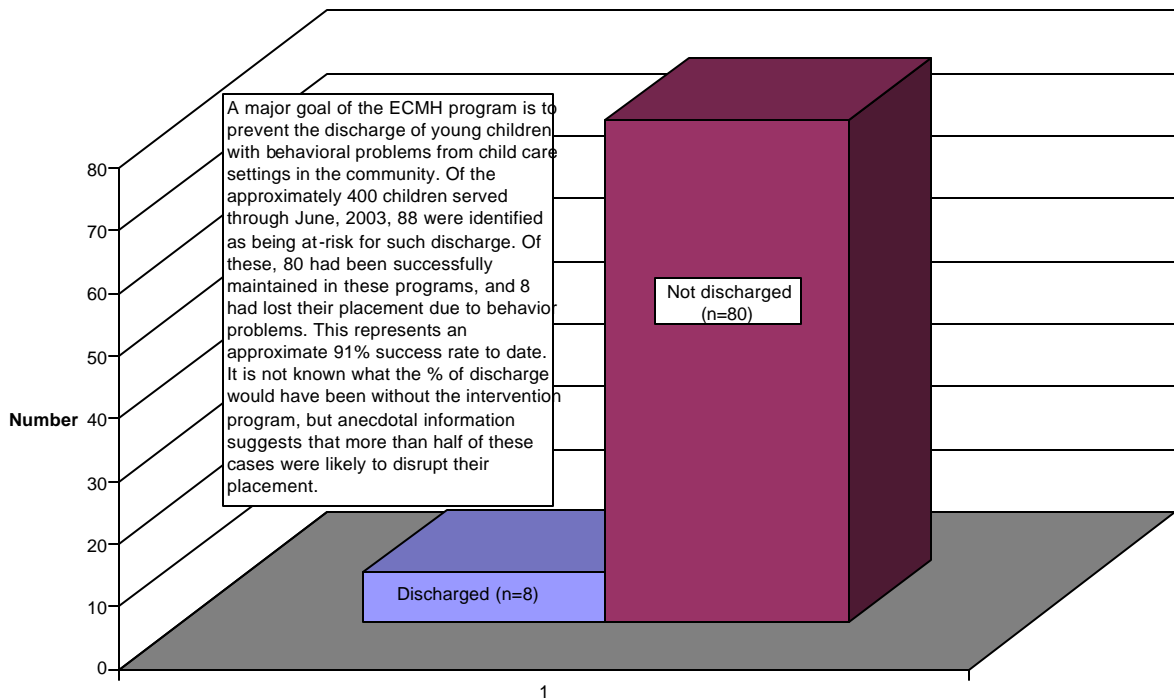 A major goal of the ECMH program is to
prevent the discharge of young children
with behavioral problems from child care
settings in the community. Of the
approximately 400 children served
through June, 2003, 88 were identified
as being at-risk for such discharge. Of
these, 80 had been successfully
maintained in these programs, and 8
had lost their placement due to behavior
problems. This represents an
approximate 91% success rate to date.
It is not known what the % of discharge
would have been without the intervention
program, but anecdotal information
suggests that more than half of these
cases were likely to disrupt their
placement.
80
70
60
50
Number 40
30
20
10
0
Not discharged
(n=80)
Discharged (n=8)
1